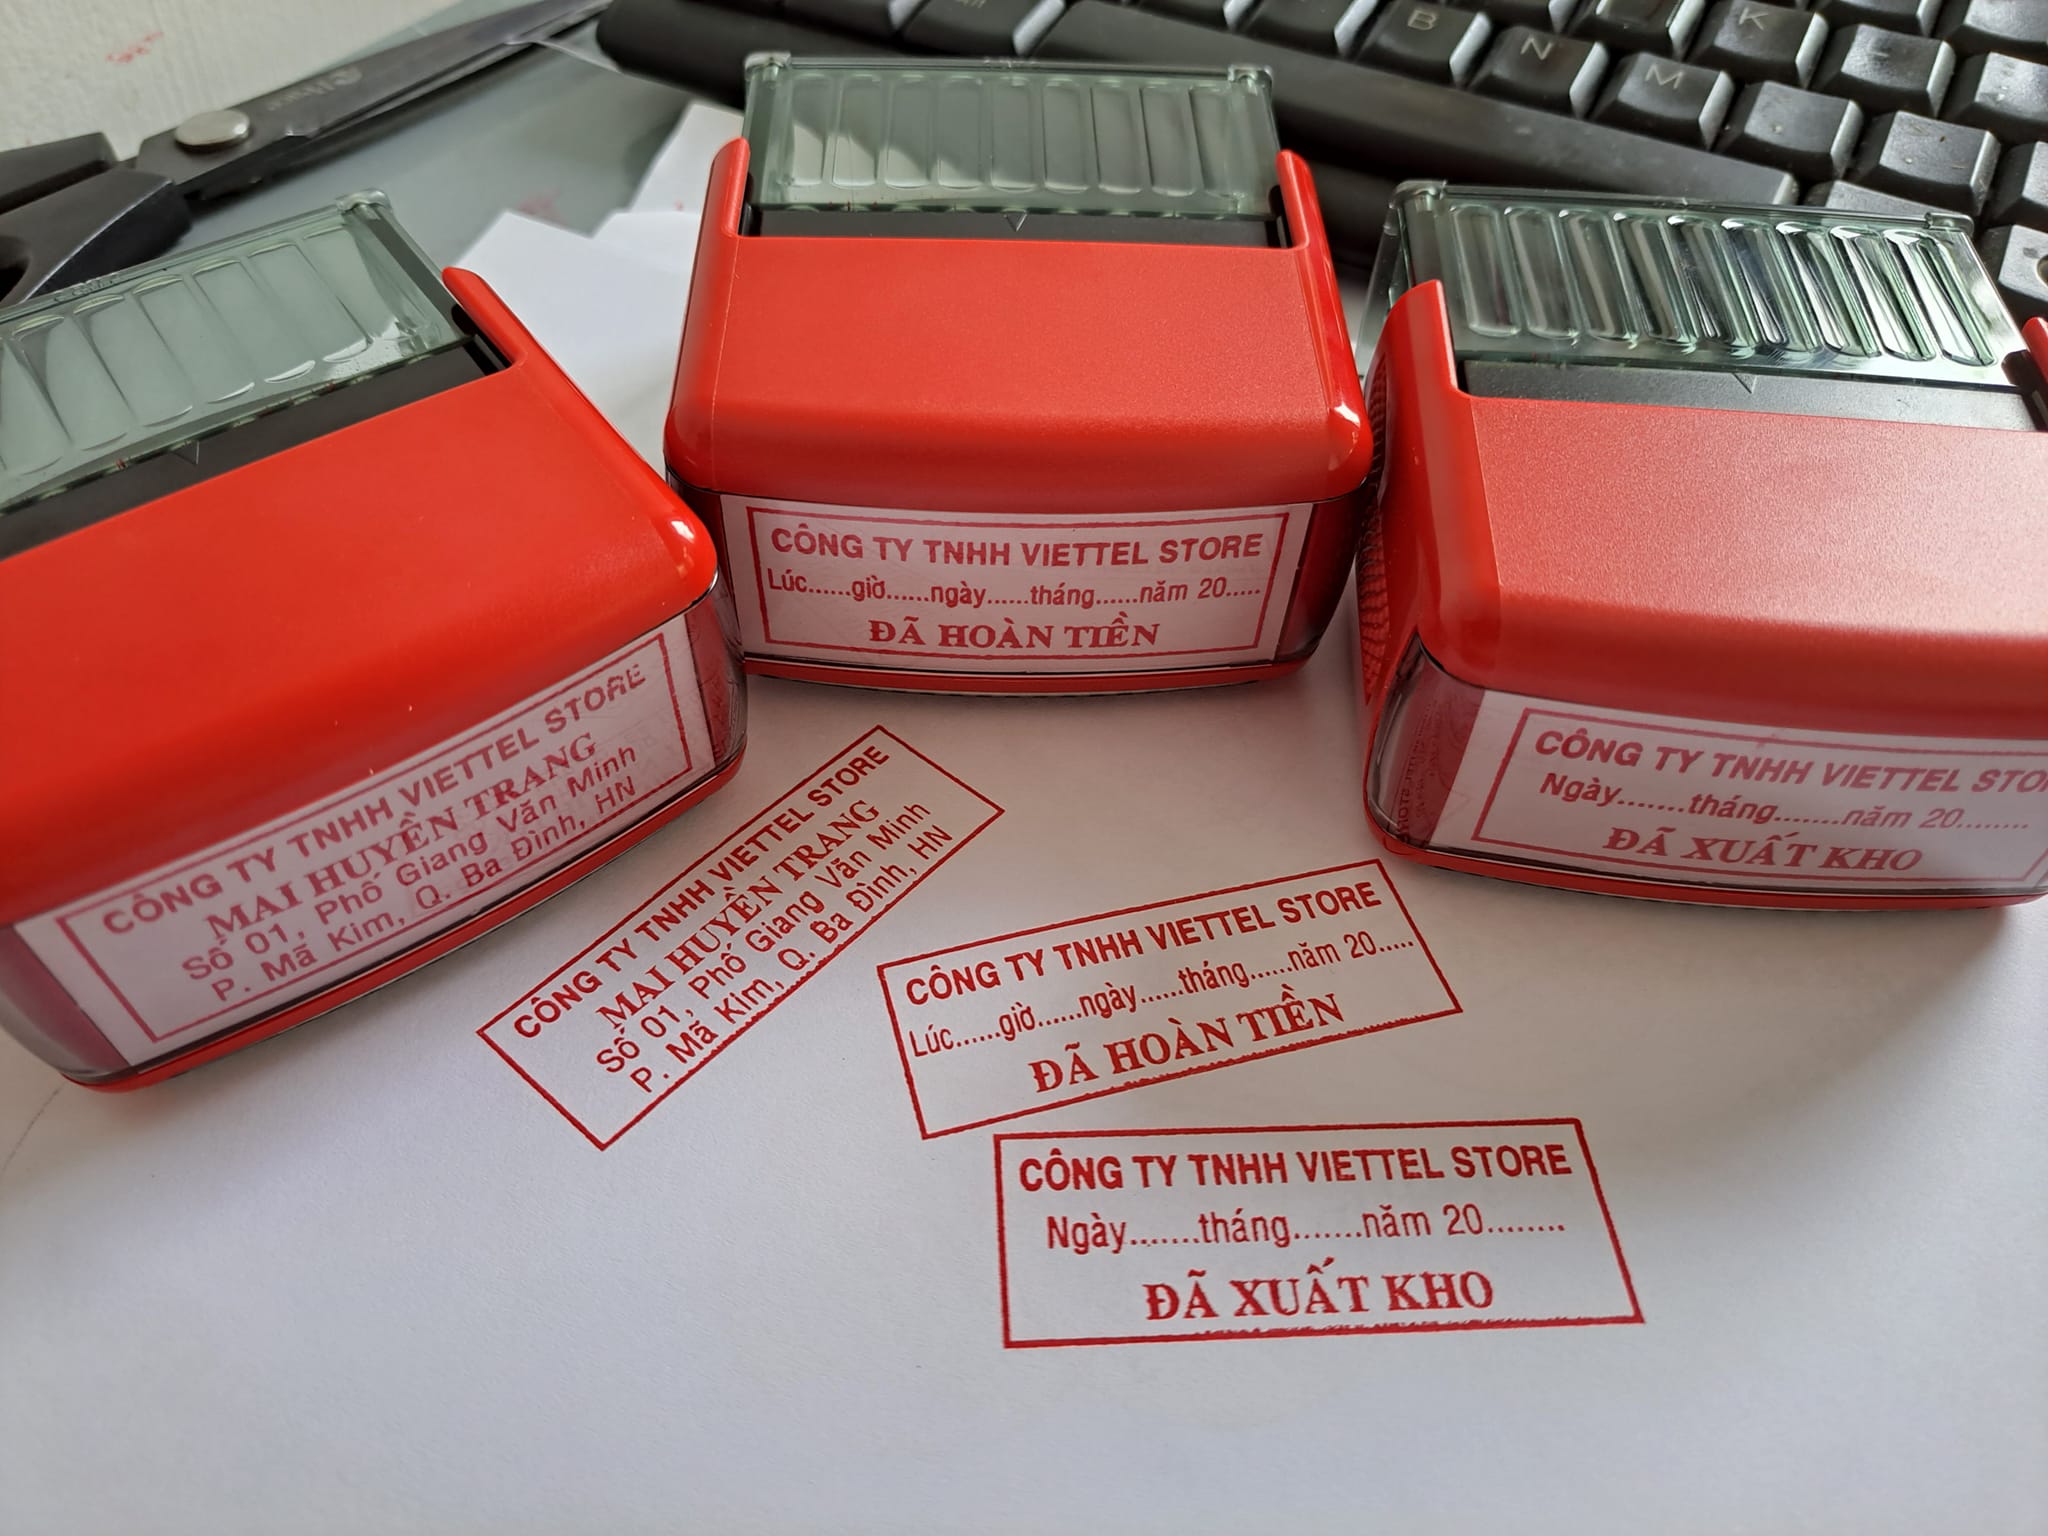 B
N
M
K
L
CÔNG TY TNHH VIETTEL STORE
MAI HUYỀN TRANG
Số 01, Phố Giang Văn Minh
P. Mã Kim, Q. Ba Đình, HN
CÔNG TY TNHH VIETTEL STORE
Lúc......giờ......ngày......tháng......năm 20.....
ĐÃ HOÀN TIỀN
CÔNG TY TNHH VIETTEL STO
Ngày.......tháng.......năm 20........
ĐÃ XUẤT KHO
CÔNG TY TNHH VIETTEL STORE
MAI HUYỀN TRANG
Số 01, Phố Giang Văn Minh
P. Mã Kim, Q. Ba Đình, HN
CÔNG TY TNHH VIETTEL STORE
Lúc......giờ......ngày......tháng......năm 20.....
ĐÃ HOÀN TIỀN
CÔNG TY TNHH VIETTEL STORE
Ngày.......tháng.......năm 20........
ĐÃ XUẤT KHO